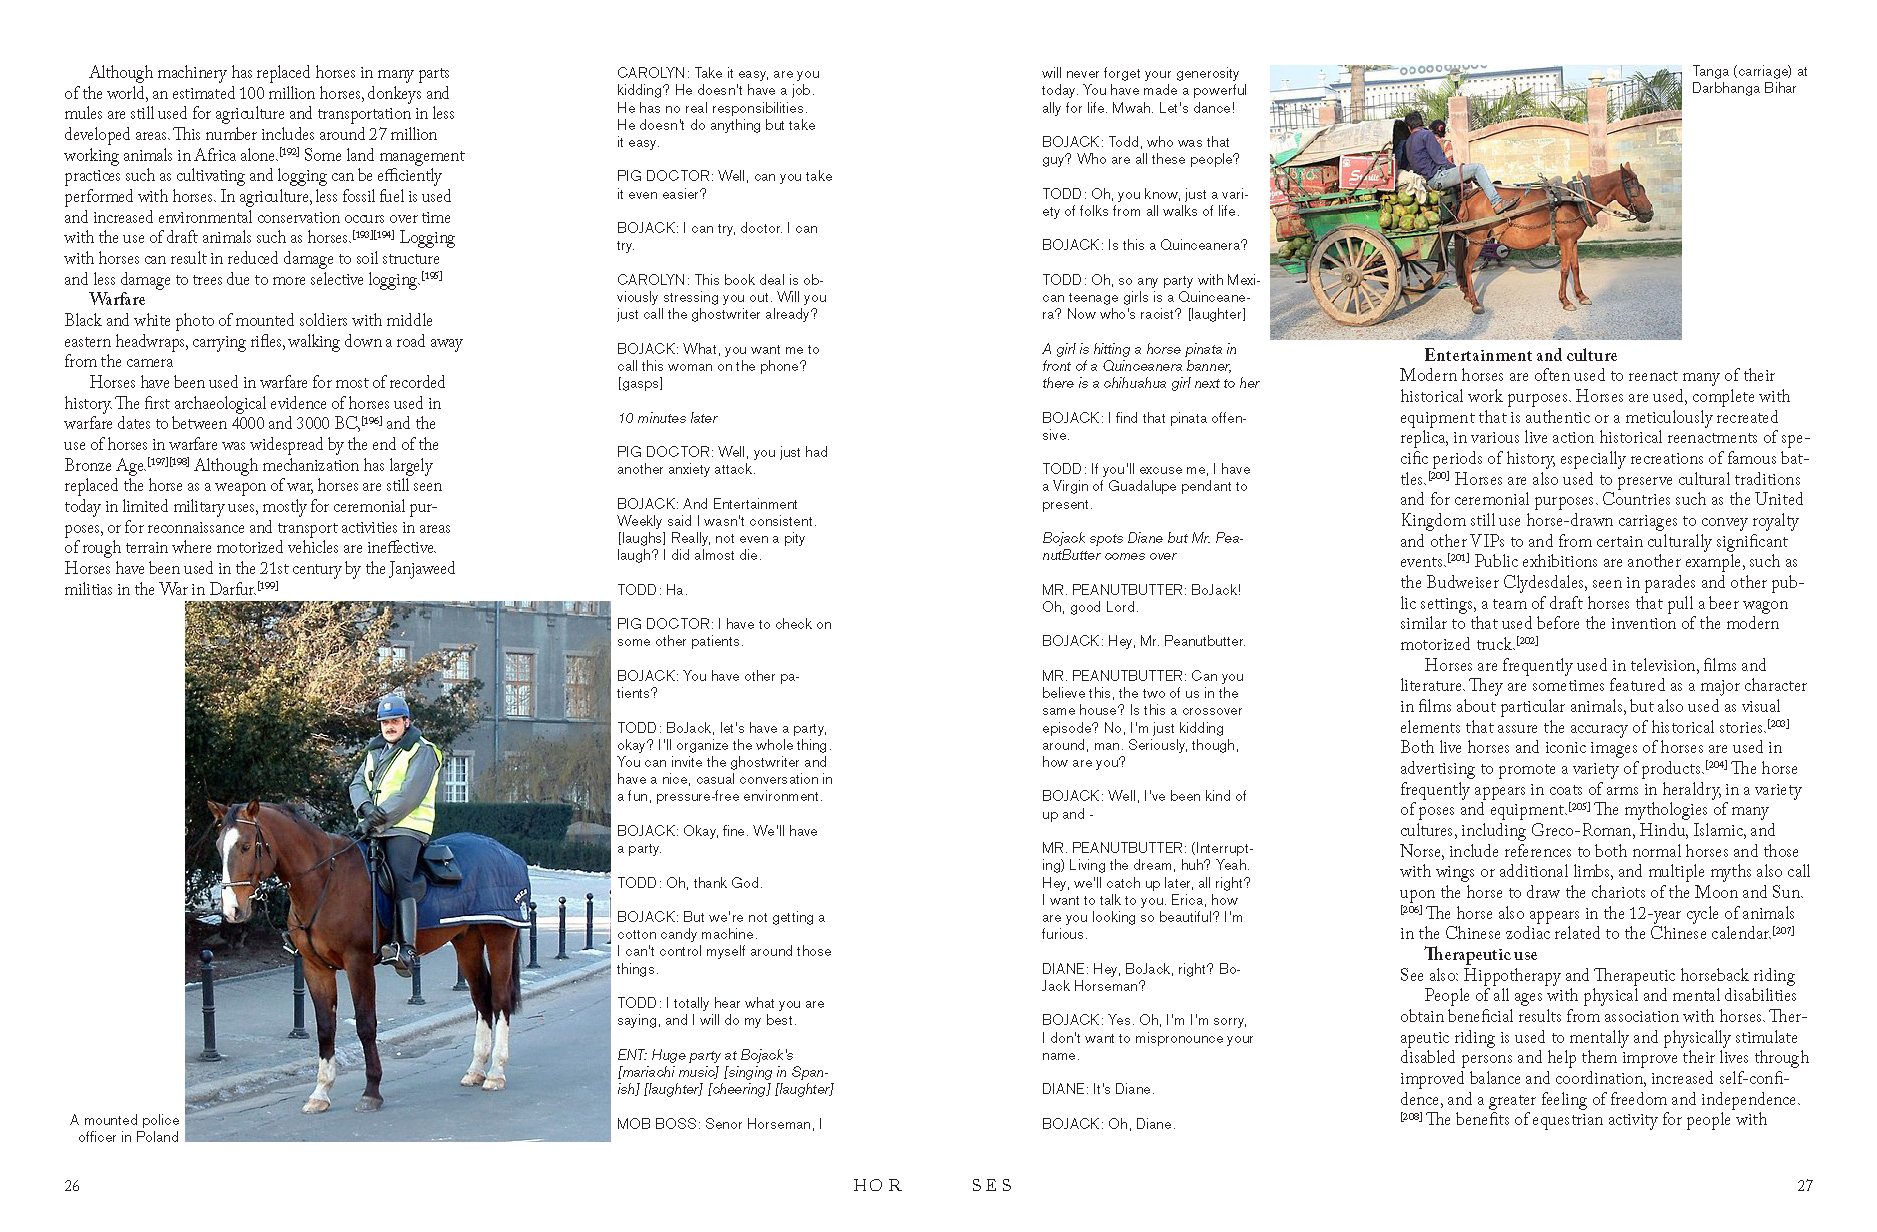 Although machinery has replaced horses in many parts
of the world, an estimated 100 million horses, donkeys and
mules are still used for agriculture and transportation in less
developed areas. This number includes around 27 million
working animals in Africa alone.[192] Some land management
practices such as cultivating and logging can be efficiently
performed with horses. In agriculture, less fossil fuel is used
and increased environmental conservation occurs over time
with the use of draft animals such as horses.[193][194] Logging
with horses can result in reduced damage to soil structure
and less damage to trees due to more selective logging.[195]
Warfare
Black and white photo of mounted soldiers with middle
eastern headwraps, carrying rifles, walking down a road away
from the camera
Horses have been used in warfare for most of recorded
history. The first archaeological evidence of horses used in
warfare dates to between 4000 and 3000 BC,[196] and the
use of horses in warfare was widespread by the end of the
Bronze Age.[197][198] Although mechanization has largely
replaced the horse as a weapon of war, horses are still seen
today in limited military uses, mostly for ceremonial pur-
poses, or for reconnaissance and transport activities in areas
of rough terrain where motorized vehicles are ineffective.
Horses have been used in the 21st century by the Janjaweed
militias in the War in Darfur.[199]
A mounted police
officer in Poland
CAROLYN: Take it easy, are you
kidding? He doesn't have a job.
He has no real responsibilities.
He doesn't do anything but take
it easy.
PIG DOCTOR: Well, can you take
it even easier?
BOJACK: I can try, doctor. I can
try.
CAROLYN: This book deal is ob-
viously stressing you out. Will you
just call the ghostwriter already?
BOJACK: What, you want me to
call this woman on the phone?
[gasps]
10 minutes later
PIG DOCTOR: Well, you just had
another anxiety attack.
BOJACK: And Entertainment
Weekly said I wasn't consistent.
[laughs] Really, not even a pity
laugh? I did almost die.
TODD: Ha.
PIG DOCTOR: I have to check on
some other patients.
BOJACK: You have other pa-
tients?
TODD: BoJack, let's have a party,
okay? I'll organize the whole thing.
You can invite the ghostwriter and
have a nice, casual conversation in
a fun, pressure-free environment.
BOJACK: Okay, fine. We'll have
a party.
TODD: Oh, thank God.
BOJACK: But we're not getting a
cotton candy machine.
I can't control myself around those
things.
TODD: I totally hear what you are
saying, and I will do my best.
ENT: Huge party at Bojack's
[mariachi music] [singing in Span-
ish] [laughter] [cheering] [laughter]
MOB BOSS: Senor Horseman, I
26
HOR
will never forget your generosity
today. You have made a powerful
ally for life. Mwah. Let's dance!
BOJACK: Todd, who was that
guy? Who are all these people?
TODD: Oh, you know, just a vari-
ety of folks from all walks of life.
BOJACK: Is this a Quinceanera?
TODD: Oh, so any party with Mexi-
can teenage girls is a Quinceane-
ra? Now who's racist? [laughter]
A girl is hitting a horse pinata in
front of a Quinceanera banner,
there is a chihuahua girl next to her
BOJACK: I find that pinata offen-
sive.
TODD: If you'll excuse me, I have
a Virgin of Guadalupe pendant to
present.
Bojack spots Diane but Mr. Pea-
nutButter comes over
MR. PEANUTBUTTER: BoJack!
Oh, good Lord.
BOJACK: Hey, Mr. Peanutbutter.
MR. PEANUTBUTTER: Can you
believe this, the two of us in the
same house? Is this a crossover
episode? No, I'm just kidding
around, man. Seriously, though,
how are you?
BOJACK: Well, I've been kind of
up and -
MR. PEANUTBUTTER: (Interrupt-
ing) Living the dream, huh? Yeah.
Hey, we'll catch up later, all right?
I want to talk to you. Erica, how
are you looking so beautiful? I'm
furious.
DIANE: Hey, BoJack, right? Bo-
Jack Horseman?
BOJACK: Yes. Oh, I'm I'm sorry,
I don't want to mispronounce your
name.
DIANE: It's Diane.
BOJACK: Oh, Diane.
Tanga (carriage) at
Darbhanga Bihar
Entertainment and culture
Modern horses are often used to reenact many of their
historical work purposes. Horses are used, complete with
equipment that is authentic or a meticulously recreated
replica, in various live action historical reenactments of spe-
cific periods of history, especially recreations of famous bat-
tles.[200] Horses are also used to preserve cultural traditions
and for ceremonial purposes. Countries such as the United
Kingdom still use horse-drawn carriages to convey royalty
and other VIPs to and from certain culturally significant
events.[201] Public exhibitions are another example, such as
the Budweiser Clydesdales, seen in parades and other pub-
lic settings, a team of draft horses that pull a beer wagon
similar to that used before the invention of the modern
motorized truck.[202]
Horses are frequently used in television, films and
literature. They are sometimes featured as a major character
in films about particular animals, but also used as visual
elements that assure the accuracy of historical stories.[203]
Both live horses and iconic images of horses are used in
advertising to promote a variety of products.[204] The horse
frequently appears in coats of arms in heraldry, in a variety
of poses and equipment.[205] The mythologies of many
cultures, including Greco-Roman, Hindu, Islamic, and
Norse, include references to both normal horses and those
with wings or additional limbs, and multiple myths also call
upon the horse to draw the chariots of the Moon and Sun.
[206] The horse also appears in the 12-year cycle of animals
in the Chinese zodiac related to the Chinese calendar.[207]
Therapeutic use
See also: Hippotherapy and Therapeutic horseback riding
People of all ages with physical and mental disabilities
obtain beneficial results from association with horses. Ther-
apeutic riding is used to mentally and physically stimulate
disabled persons and help them improve their lives through
improved balance and coordination, increased self-confi-
dence, and a greater feeling of freedom and independence.
[208] The benefits of equestrian activity for people with
SES
27